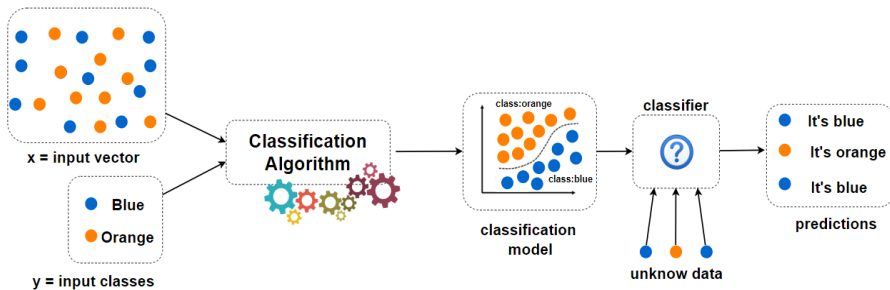 x = input vector
Blue
Orange
y = input classes
Classification
Algorithm
class:orange
class:blue
classification
model
classifier
?
unknow data
It's blue
It's orange
It's blue
predictions